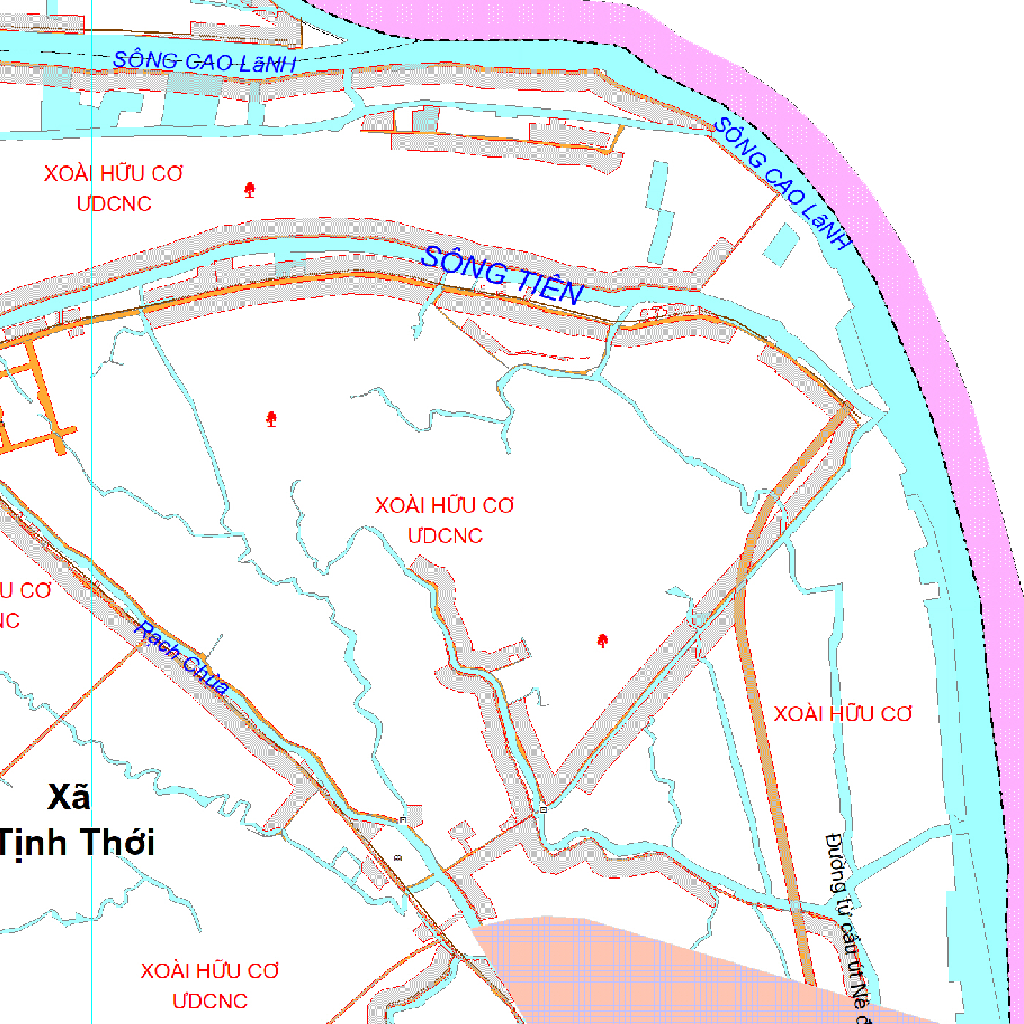 SÔNG CAO LãNH
SÔNG CAO LãNH
XOÀI HỮU CƠ
ƯDCNC
SÔNG TIỀN
XOÀI HỮU CƠ
ƯDCNC
U CƠ
NC
Rạch Chùa
XOÀI HỮU CƠ
Xã
Tịnh Thới
Đường từ cầu út Nê đ
XOÀI HỮU CƠ
ƯDCNC